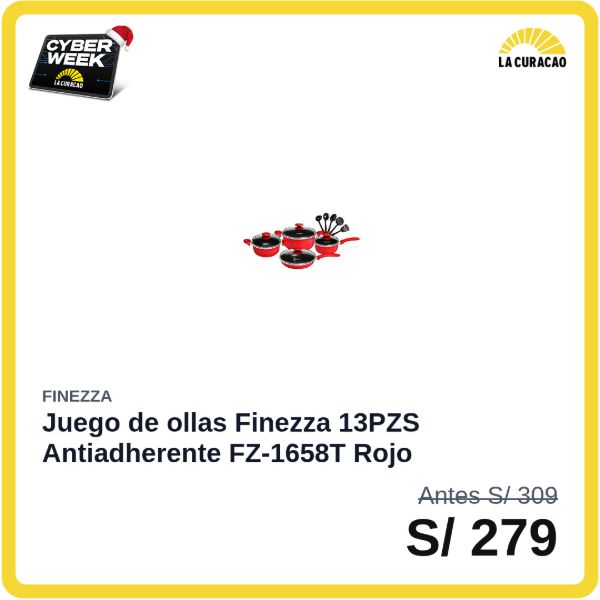 CYBER
WEEK
LA CURACAO
LA CURACAO
FINEZZA
Juego de ollas Finezza 13PZS
Antiadherente FZ-1658T Rojo
Antes S/ 309
S/ 279